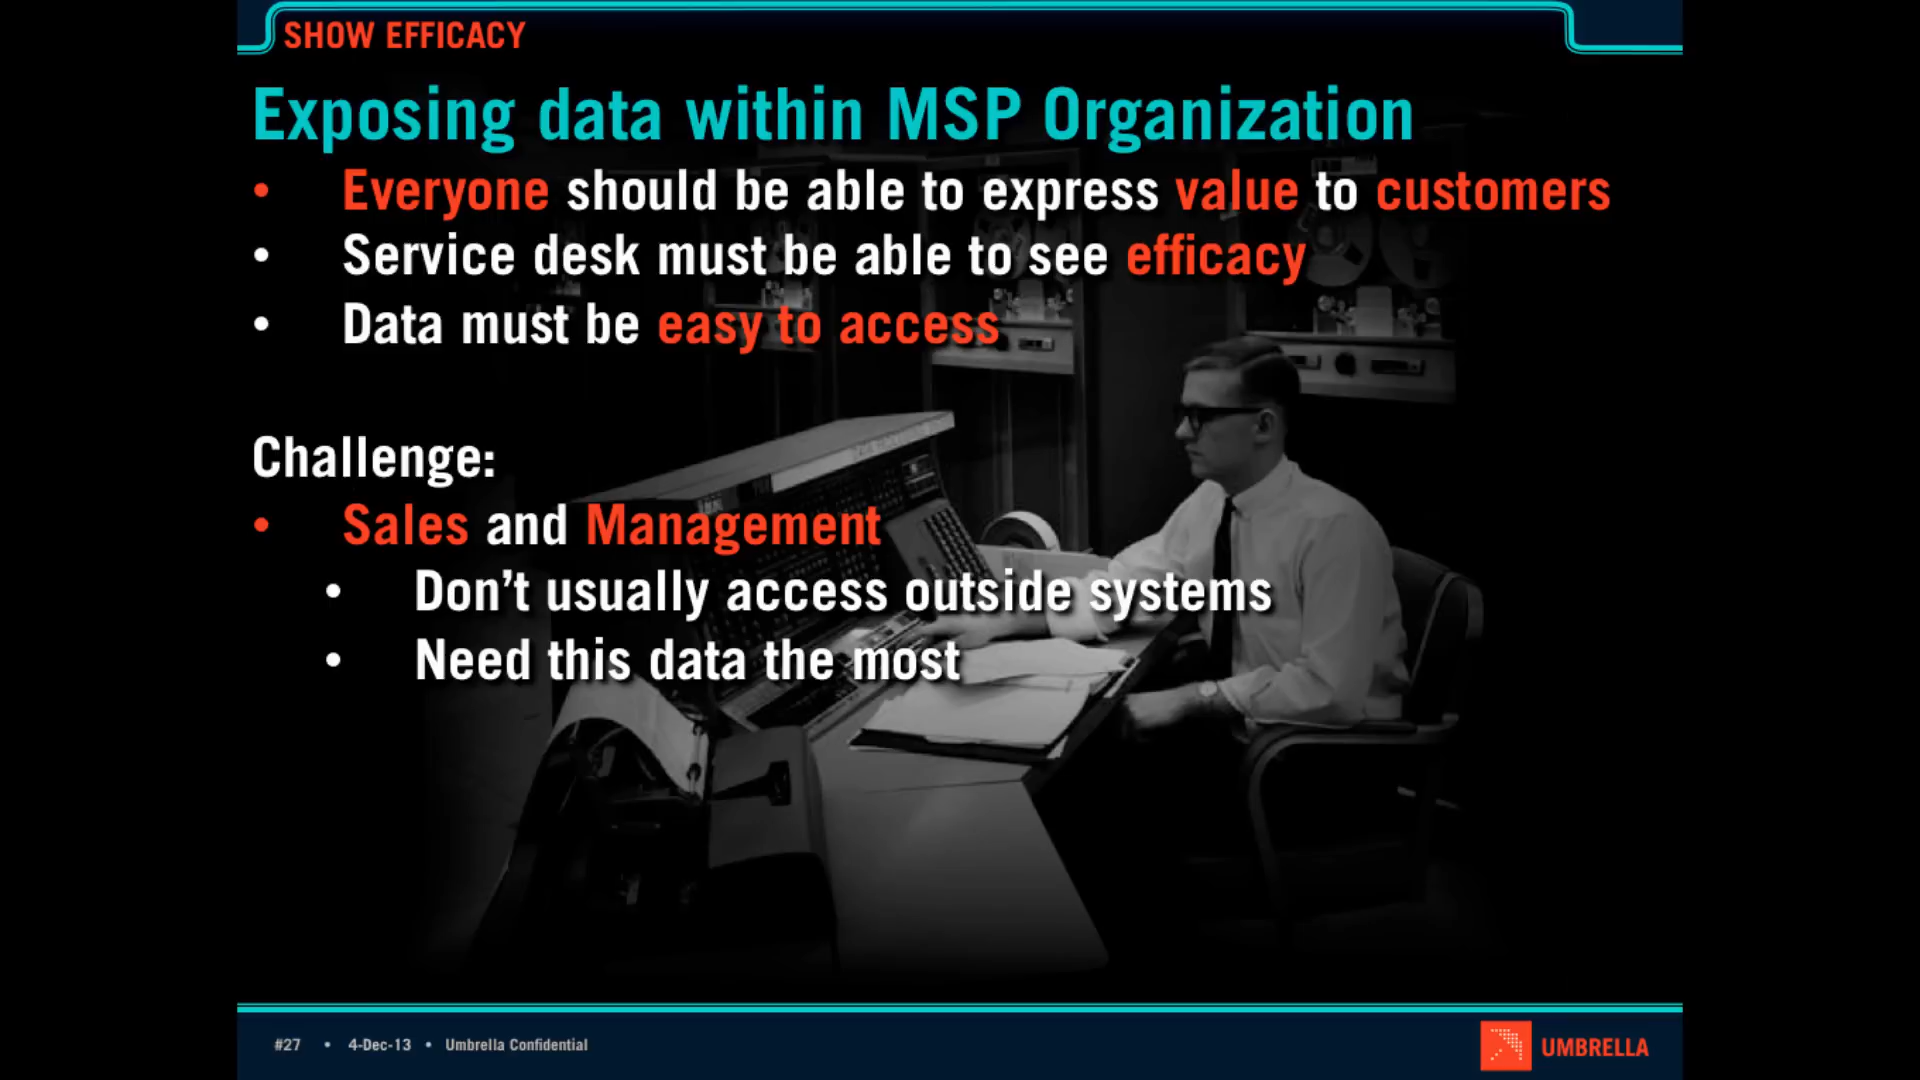 SHOW EFFICACY
Exposing data within MSP Organization
• Everyone should be able to express value to customers
• Service desk must be able to see efficacy
• Data must be easy to access
Challenge:
• Sales and Management
• Don’t usually access outside systems
• Need this data the most
#27 • 4-Dec-13 • Umbrella Confidential
UMBRELLA